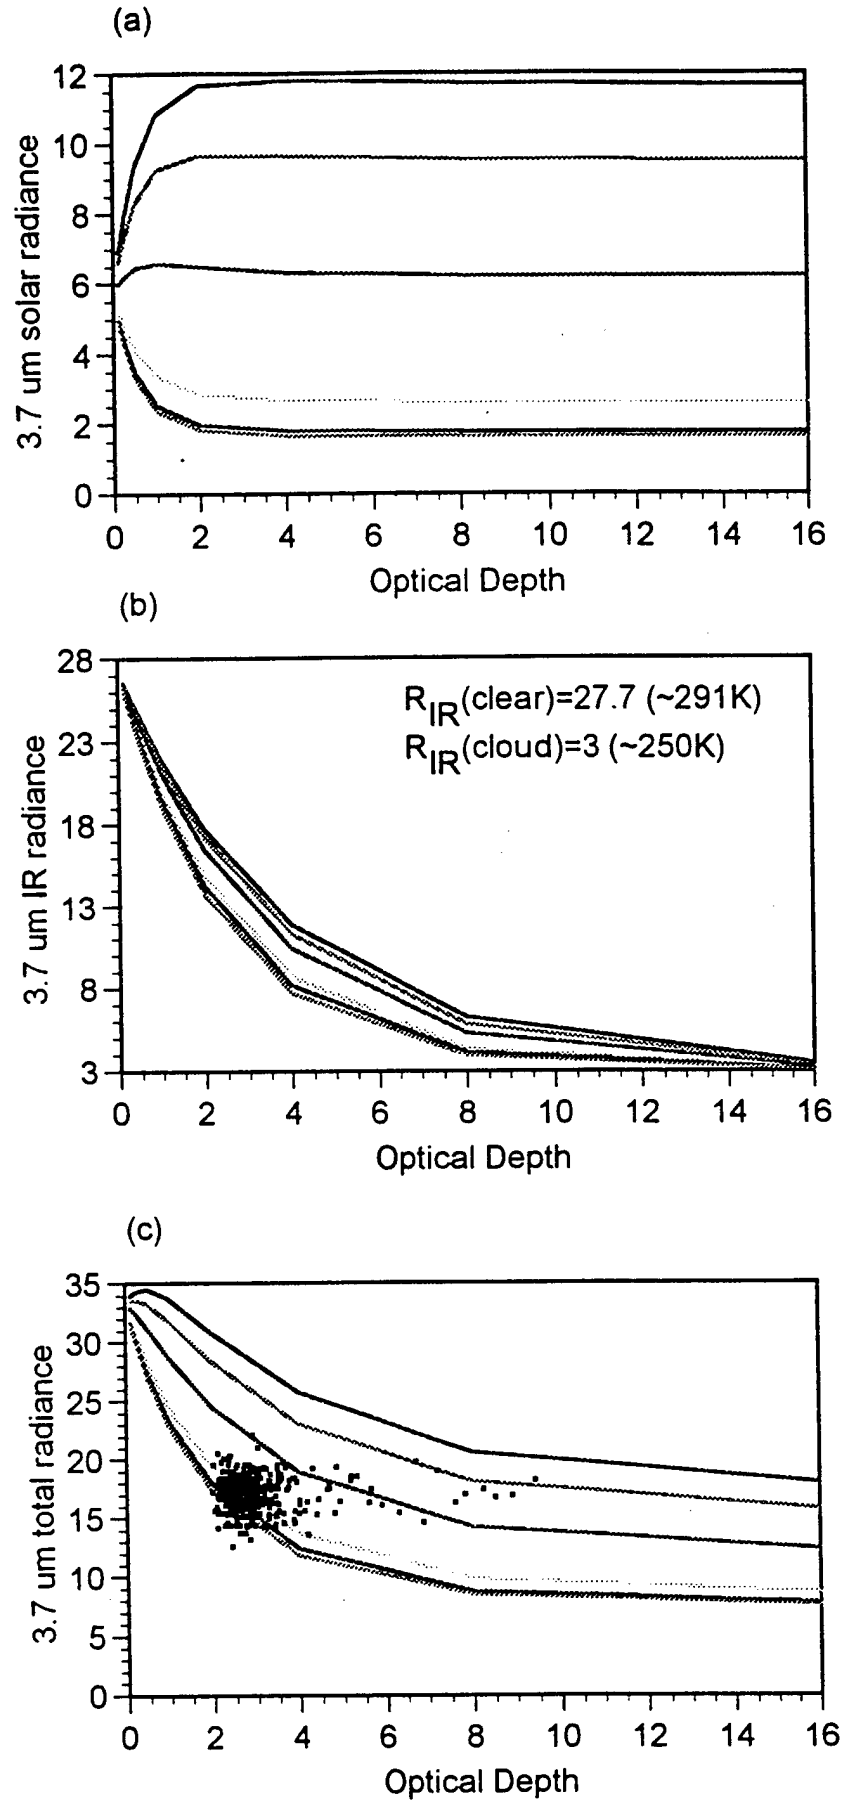 (a)
12
10
8
6
4
2
0
3.7 um solar radiance
0 2 4 6 8 10 12 14 16
Optical Depth
(b)
28
23
18
13
8
3
3.7 um IR radiance
R_IR(clear)=27.7 (~291K)
R_IR(cloud)=3 (~250K)
0 2 4 6 8 10 12 14 16
Optical Depth
(c)
35
30
25
20
15
10
5
0
3.7 um total radiance
0 2 4 6 8 10 12 14 16
Optical Depth